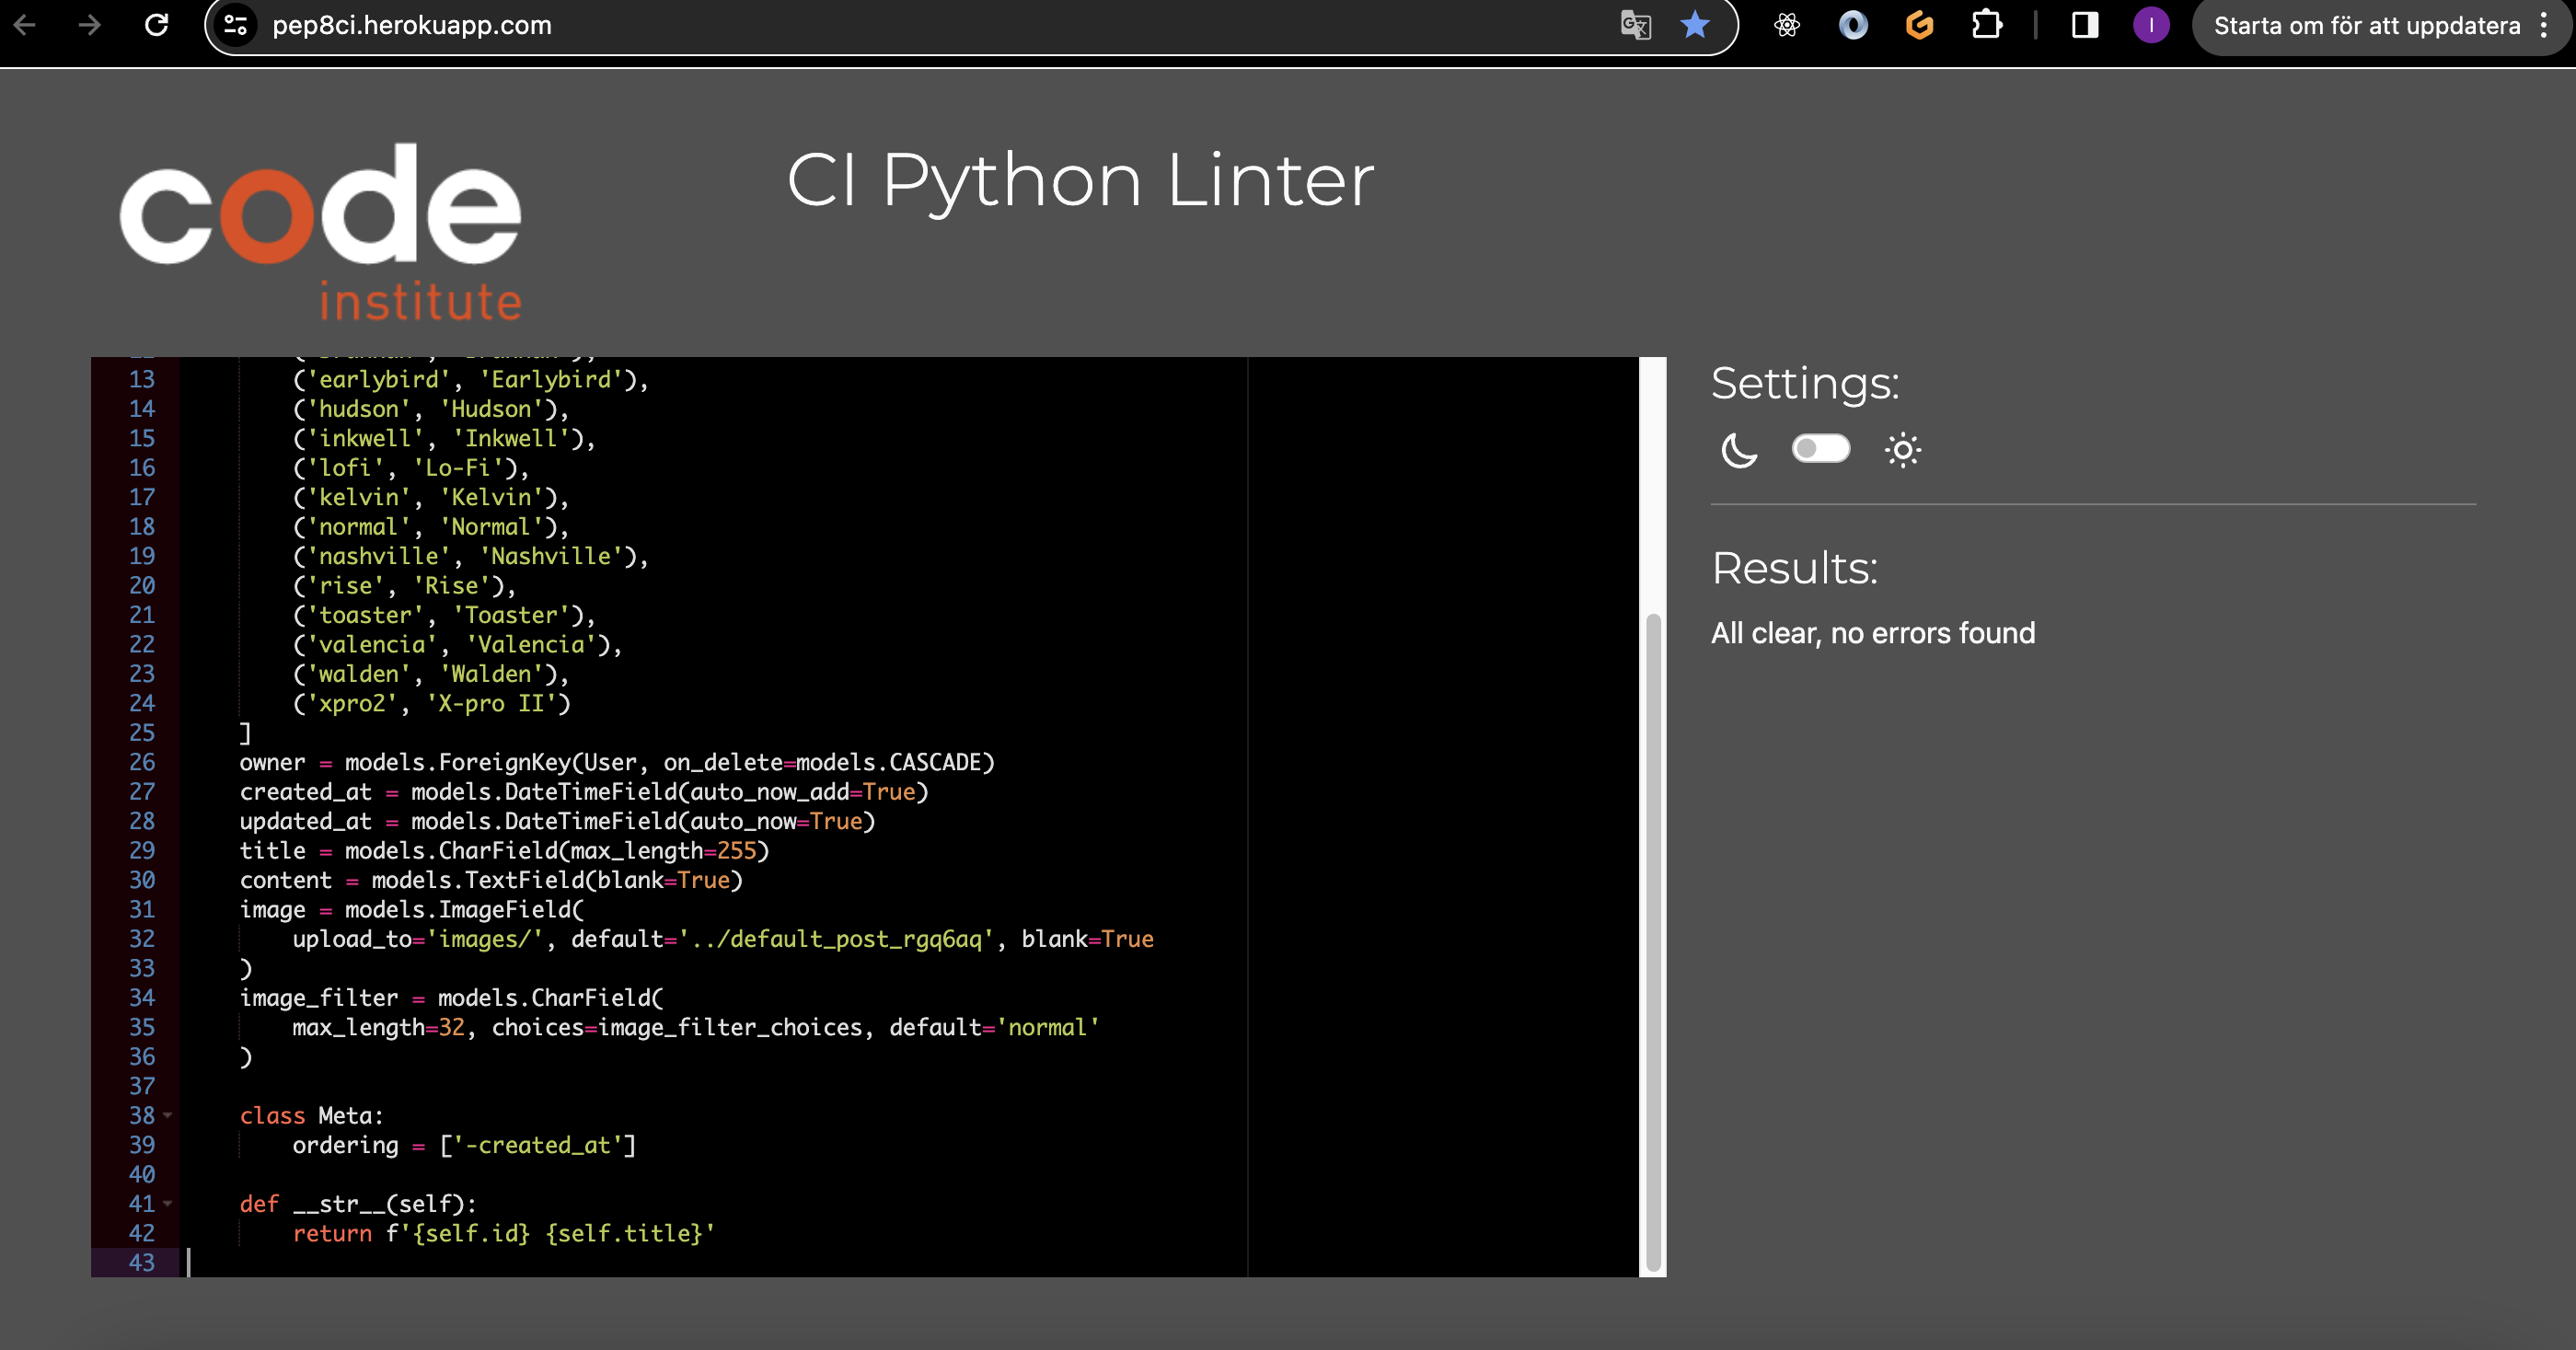 pep8ci.herokuapp.com
I
Starta om för att uppdatera
code
institute
CI Python Linter
13 ('earlybird', 'Earlybird'),
14 ('hudson', 'Hudson'),
15 ('inkwell', 'Inkwell'),
16 ('lofi', 'Lo-Fi'),
17 ('kelvin', 'Kelvin'),
18 ('normal', 'Normal'),
19 ('nashville', 'Nashville'),
20 ('rise', 'Rise'),
21 ('toaster', 'Toaster'),
22 ('valencia', 'Valencia'),
23 ('walden', 'Walden'),
24 ('xpro2', 'X-pro II')
25 ]
26 owner = models.ForeignKey(User, on_delete=models.CASCADE)
27 created_at = models.DateTimeField(auto_now_add=True)
28 updated_at = models.DateTimeField(auto_now=True)
29 title = models.CharField(max_length=255)
30 content = models.TextField(blank=True)
31 image = models.ImageField(
32 upload_to='images/', default='../default_post_rgq6aq', blank=True
33 )
34 image_filter = models.CharField(
35 max_length=32, choices=image_filter_choices, default='normal'
36 )
37
38 class Meta:
39 ordering = ['-created_at']
40
41 def __str__(self):
42 return f'{self.id} {self.title}'
43
Settings:
Results:
All clear, no errors found